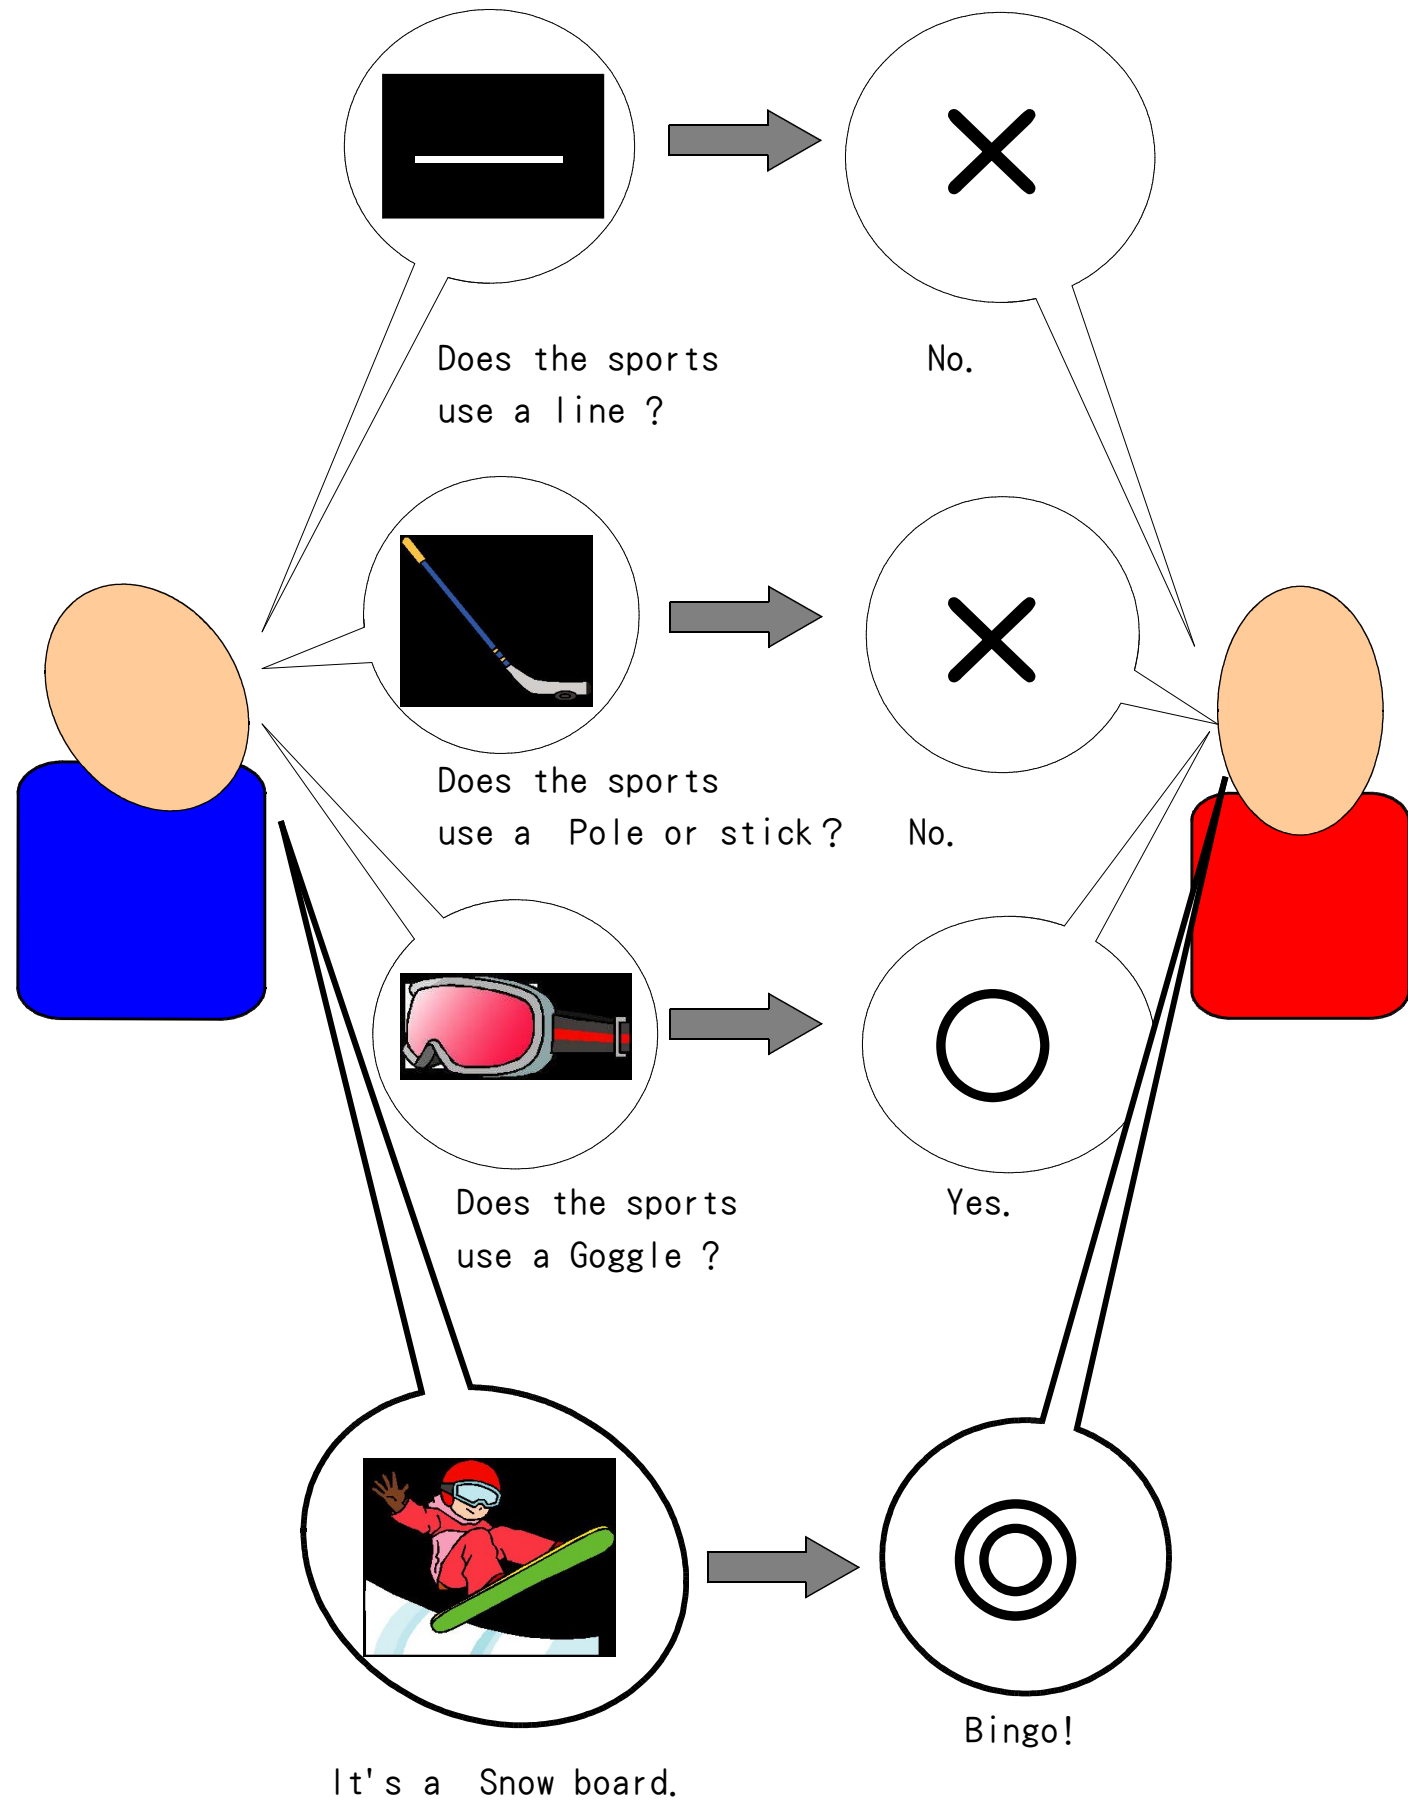 Does the sports
use a line ?
No.
Does the sports
use a Pole or stick？
No.
Does the sports
use a Goggle ?
Yes.
It's a Snow board.
Bingo!